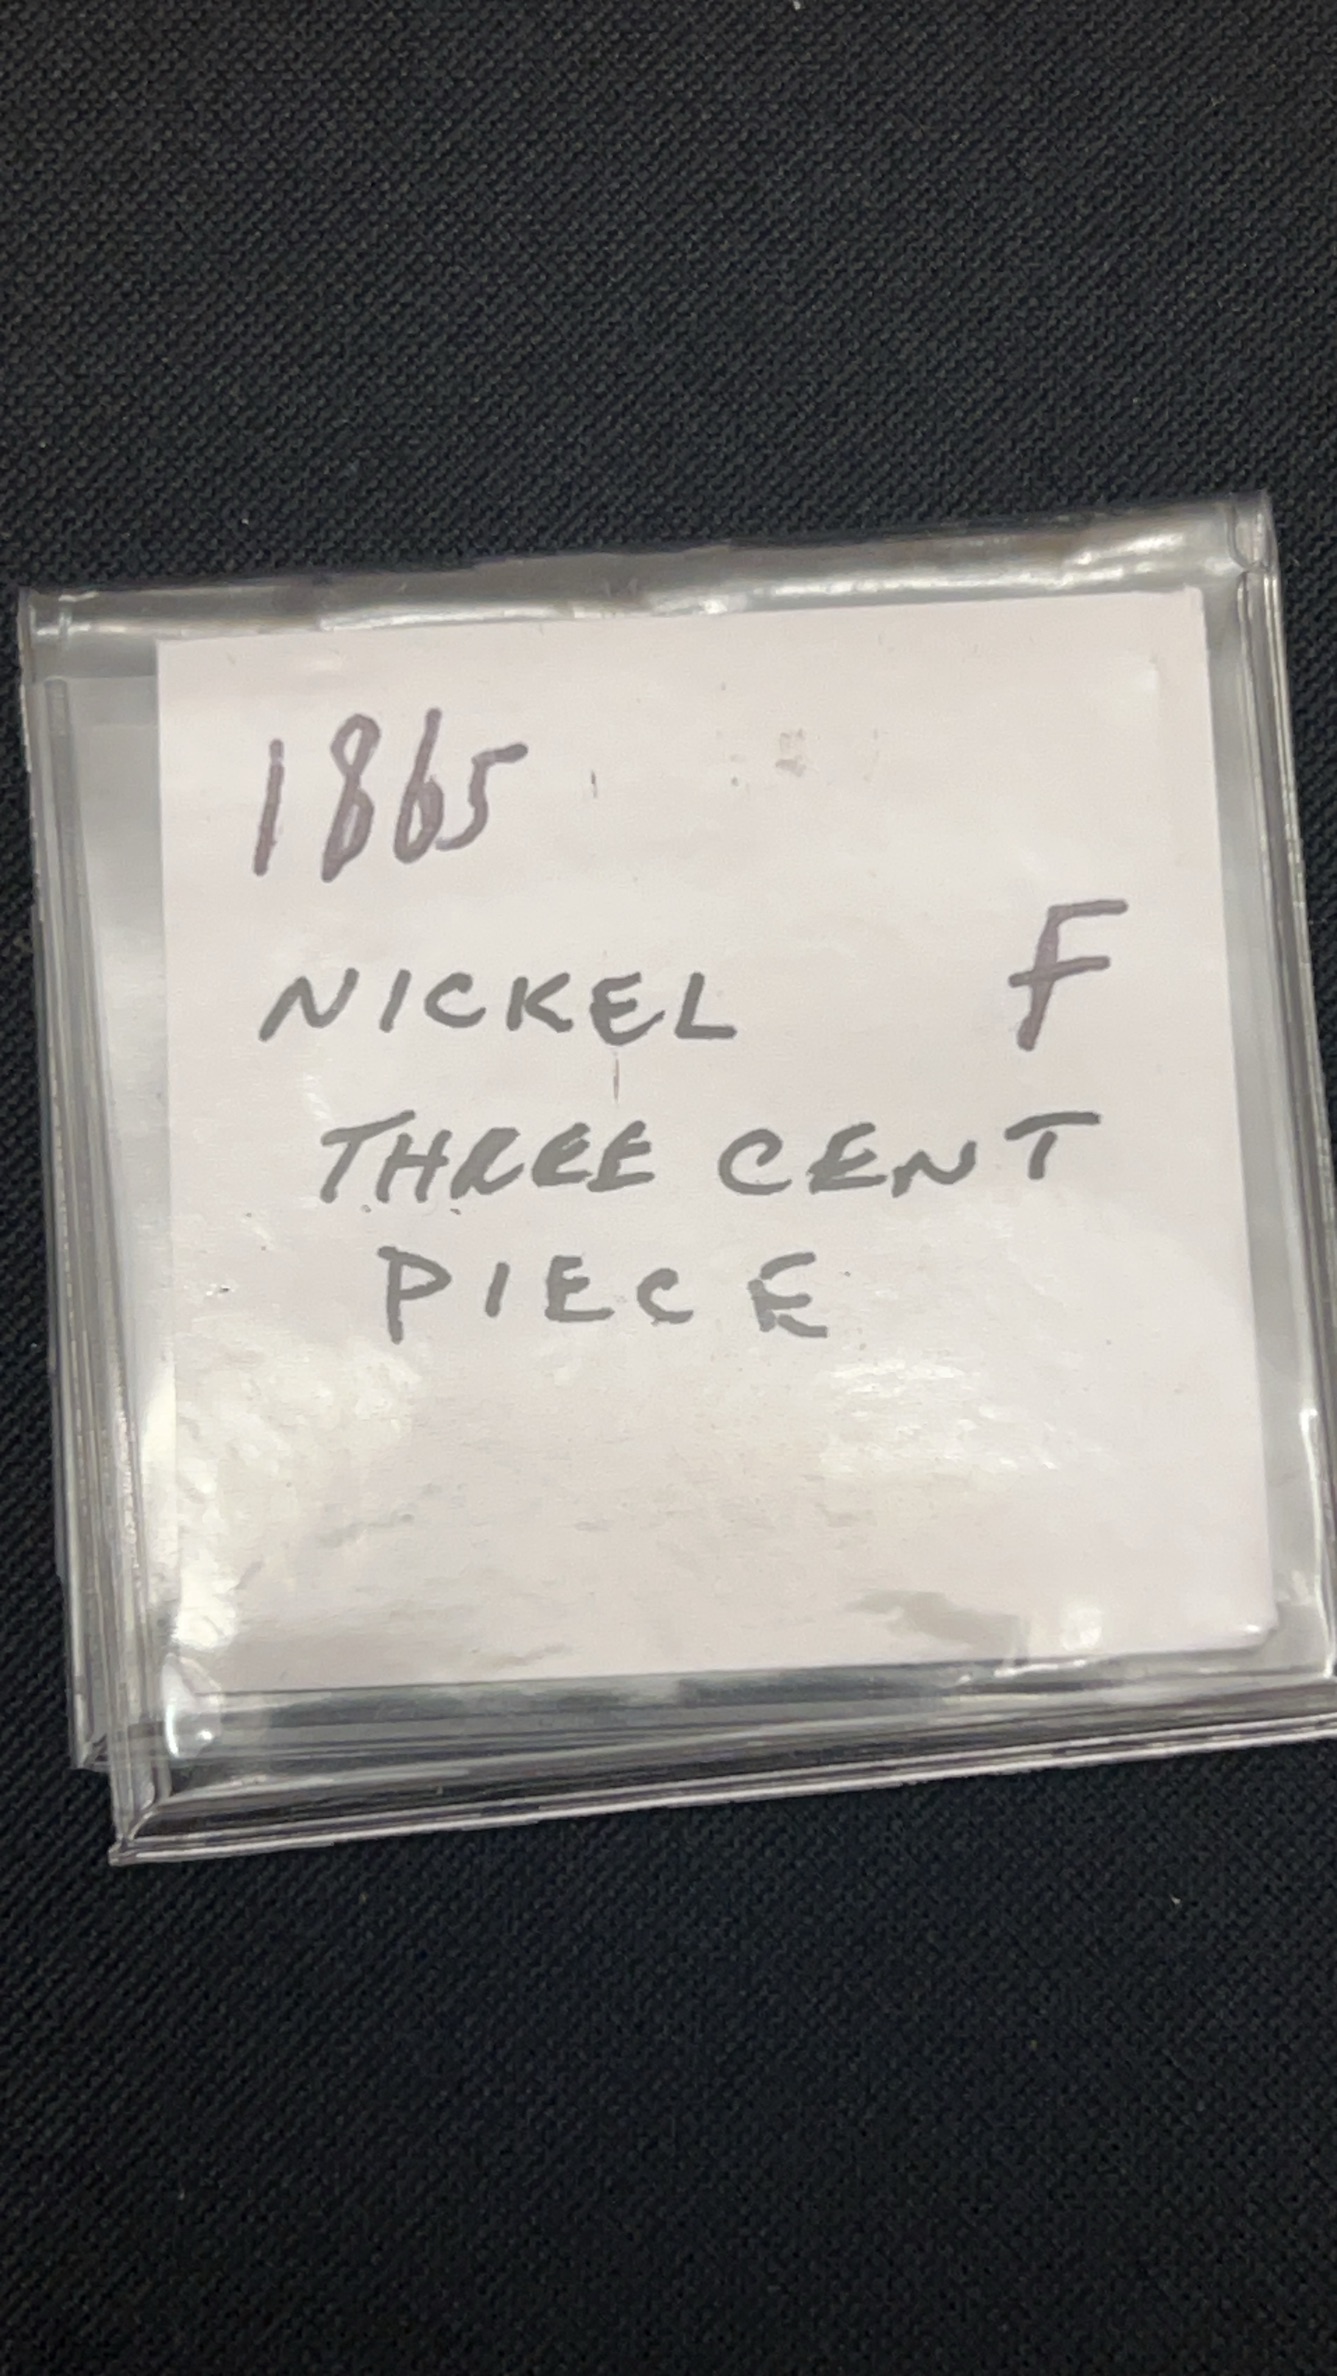 1865
NICKEL F
THREE CENT
PIECE